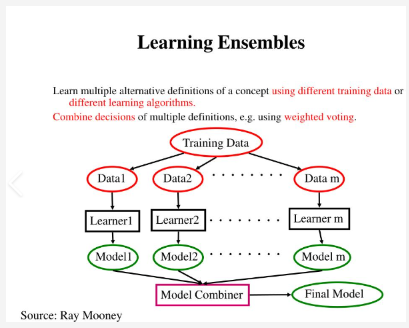 Learning Ensembles
Learn multiple alternative definitions of a concept using different training data or
different learning algorithms.
Combine decisions of multiple definitions, e.g. using weighted voting.
Training Data
Data1 Data2 · · · · · · · · Data m
Learner1 Learner2 · · · · · · · · Learner m
Model1 Model2 · · · · · · · · Model m
Model Combiner Final Model
Source: Ray Mooney